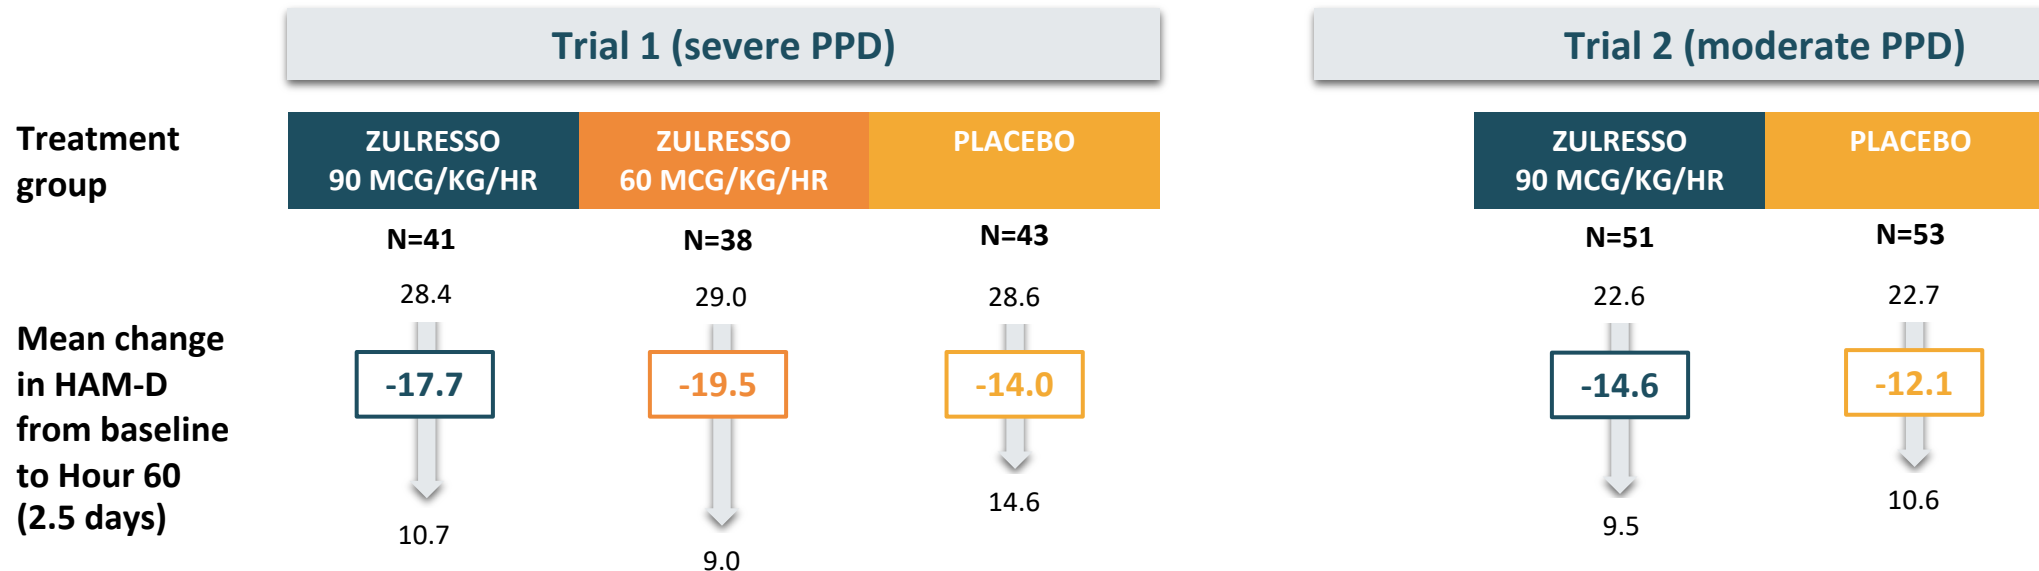 Trial 1 (severe PPD)
Trial 2 (moderate PPD)
Treatment
group
ZULRESSO
90 MCG/KG/HR
ZULRESSO
60 MCG/KG/HR
PLACEBO
ZULRESSO
90 MCG/KG/HR
PLACEBO
N=41
N=38
N=43
N=51
N=53
28.4
29.0
28.6
22.6
22.7
Mean change
in HAM-D
from baseline
to Hour 60
(2.5 days)
-17.7
-19.5
-14.0
-14.6
-12.1
10.7
9.0
14.6
9.5
10.6